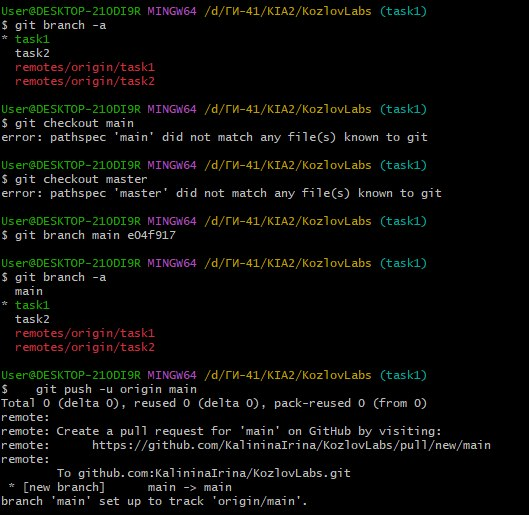 User@DESKTOP-21ODI9R MINGW64 /d/ГИ-41/KIA2/KozlovLabs (task1)
$ git branch -a
* task1
  task2
  remotes/origin/task1
  remotes/origin/task2
User@DESKTOP-21ODI9R MINGW64 /d/ГИ-41/KIA2/KozlovLabs (task1)
$ git checkout main
error: pathspec 'main' did not match any file(s) known to git
User@DESKTOP-21ODI9R MINGW64 /d/ГИ-41/KIA2/KozlovLabs (task1)
$ git checkout master
error: pathspec 'master' did not match any file(s) known to git
User@DESKTOP-21ODI9R MINGW64 /d/ГИ-41/KIA2/KozlovLabs (task1)
$ git branch main e04f917
User@DESKTOP-21ODI9R MINGW64 /d/ГИ-41/KIA2/KozlovLabs (task1)
$ git branch -a
  main
* task1
  task2
  remotes/origin/task1
  remotes/origin/task2
User@DESKTOP-21ODI9R MINGW64 /d/ГИ-41/KIA2/KozlovLabs (task1)
$    git push -u origin main
Total 0 (delta 0), reused 0 (delta 0), pack-reused 0 (from 0)
remote:
remote: Create a pull request for 'main' on GitHub by visiting:
remote:      https://github.com/KalininaIrina/KozlovLabs/pull/new/main
remote:
        To github.com:KalininaIrina/KozlovLabs.git
 * [new branch]      main -> main
branch 'main' set up to track 'origin/main'.